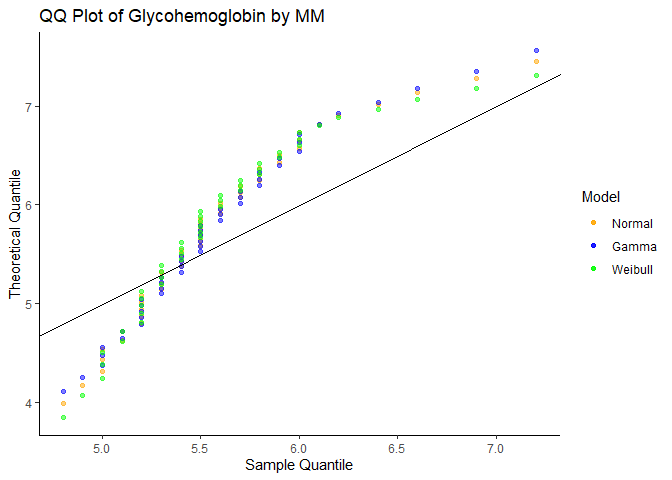 QQ Plot of Glycohemoglobin by MM
Theoretical Quantile
7
6
5
4
5.0 5.5 6.0 6.5 7.0
Sample Quantile
Model
Normal
Gamma
Weibull